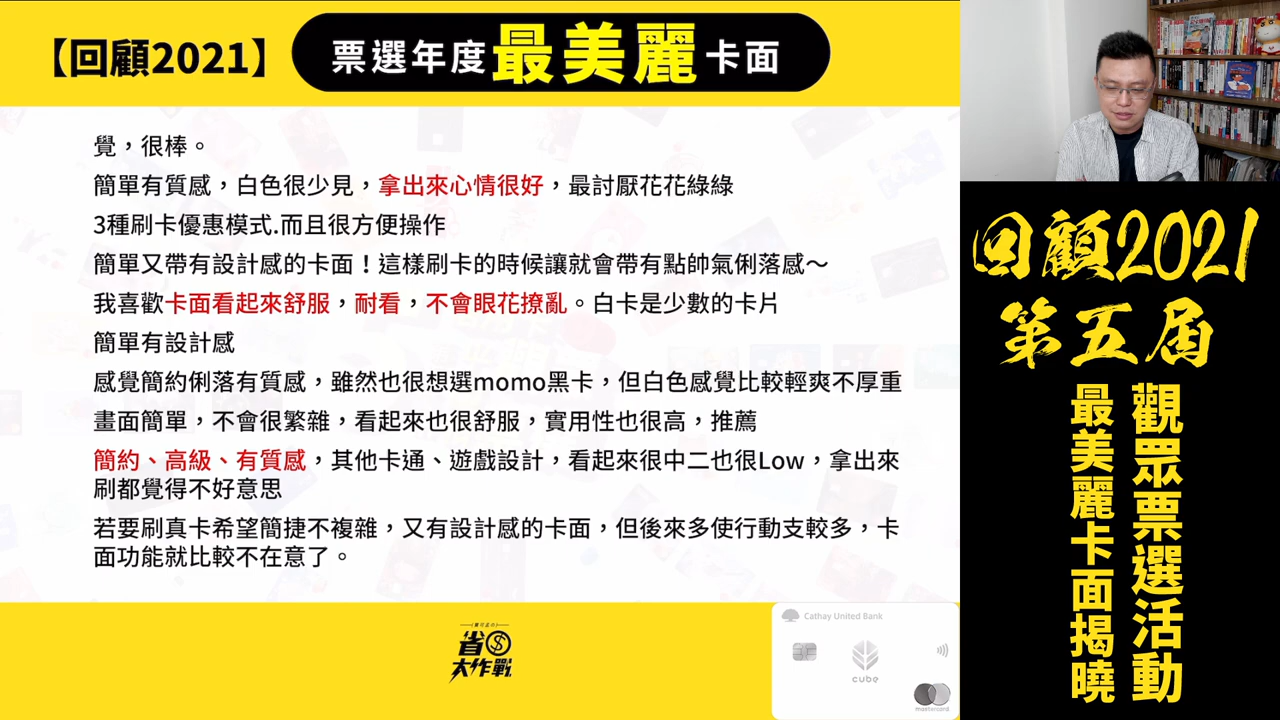 【回顧2021】
票選年度最美麗卡面
覺，很棒。
簡單有質感，白色很少見，拿出來心情很好，最討厭花花綠綠
3種刷卡優惠模式.而且很方便操作
簡單又帶有設計感的卡面！這樣刷卡的時候讓就會帶有點帥氣俐落感～
我喜歡卡面看起來舒服，耐看，不會眼花撩亂。白卡是少數的卡片
簡單有設計感
感覺簡約俐落有質感，雖然也很想選momo黑卡，但白色感覺比較輕爽不厚重
畫面簡單，不會很繁雜，看起來也很舒服，實用性也很高，推薦
簡約、高級、有質感，其他卡通、遊戲設計，看起來很中二也很Low，拿出來
刷都覺得不好意思
若要刷真卡希望簡捷不複雜，又有設計感的卡面，但後來多使行動支較多，卡
面功能就比較不在意了。
省$
大作戰
Cathay United Bank
cube
mastercard
回顧2021
第五屆
觀眾票選活動
最美麗卡面揭曉